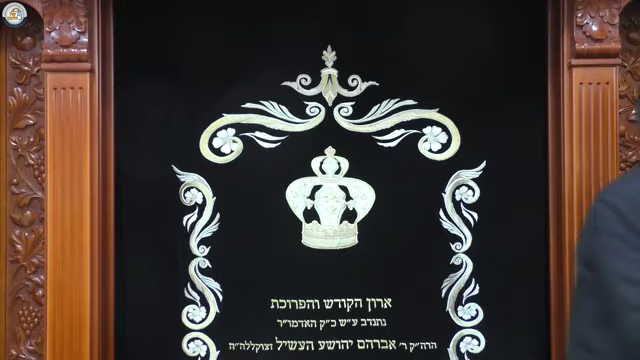 ארון הקודש והפרוכת
נתנדב ע"ש כ"ק האדמו"ר
הרה"ק ר' אברהם יהושע העשיל זצוקללה"ה